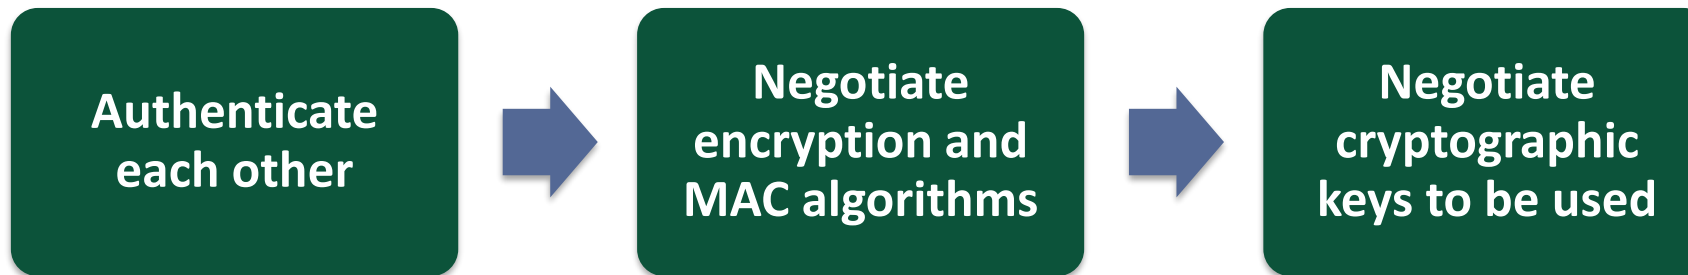 Authenticate
each other
Negotiate
encryption and
MAC algorithms
Negotiate
cryptographic
keys to be used